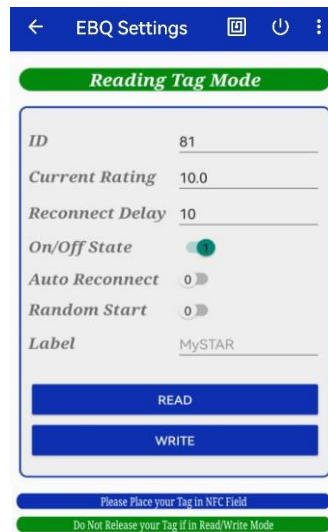 EBQ Settings
Reading Tag Mode
ID 81
Current Rating 10.0
Reconnect Delay 10
On/Off State 1
Auto Reconnect 0
Random Start 0
Label MySTAR
READ
WRITE
Please Place your Tag in NFC Field
Do Not Release your Tag if in Read/Write Mode